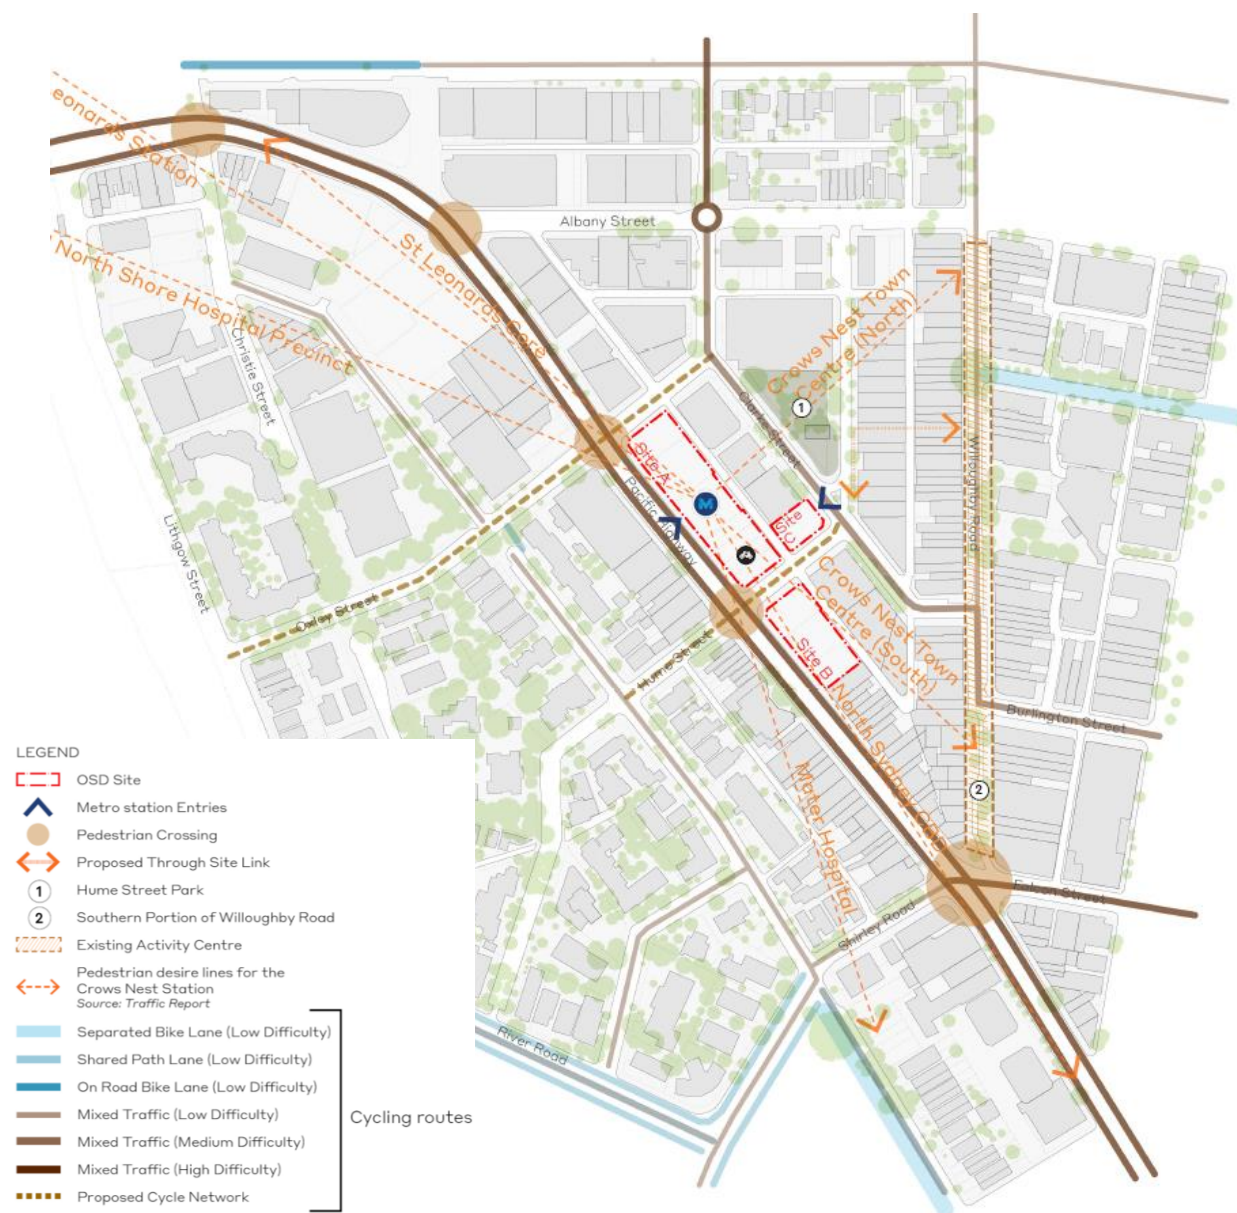 eonards Station
North Shore Hospital Precinct
St Leonards Core
Albany Street
Crows Nest Town
Centre (North)
1
Christie Street
Clarke Street
Site A
M
Pacific Highway
Site
C
Willoughby Road
Lithgow Street
Oxley Street
Hume Street
Crows Nest Town
Centre (South)
Site B
North Sydney CBD
Burlington Street
2
Mater Hospital
Falcon Street
Shirley Road
River Road
LEGEND
OSD Site
Metro station Entries
Pedestrian Crossing
Proposed Through Site Link
1 Hume Street Park
2 Southern Portion of Willoughby Road
Existing Activity Centre
Pedestrian desire lines for the
Crows Nest Station
Source: Traffic Report
Separated Bike Lane (Low Difficulty)
Shared Path Lane (Low Difficulty)
On Road Bike Lane (Low Difficulty)
Mixed Traffic (Low Difficulty)
Mixed Traffic (Medium Difficulty)
Mixed Traffic (High Difficulty)
Proposed Cycle Network
Cycling routes